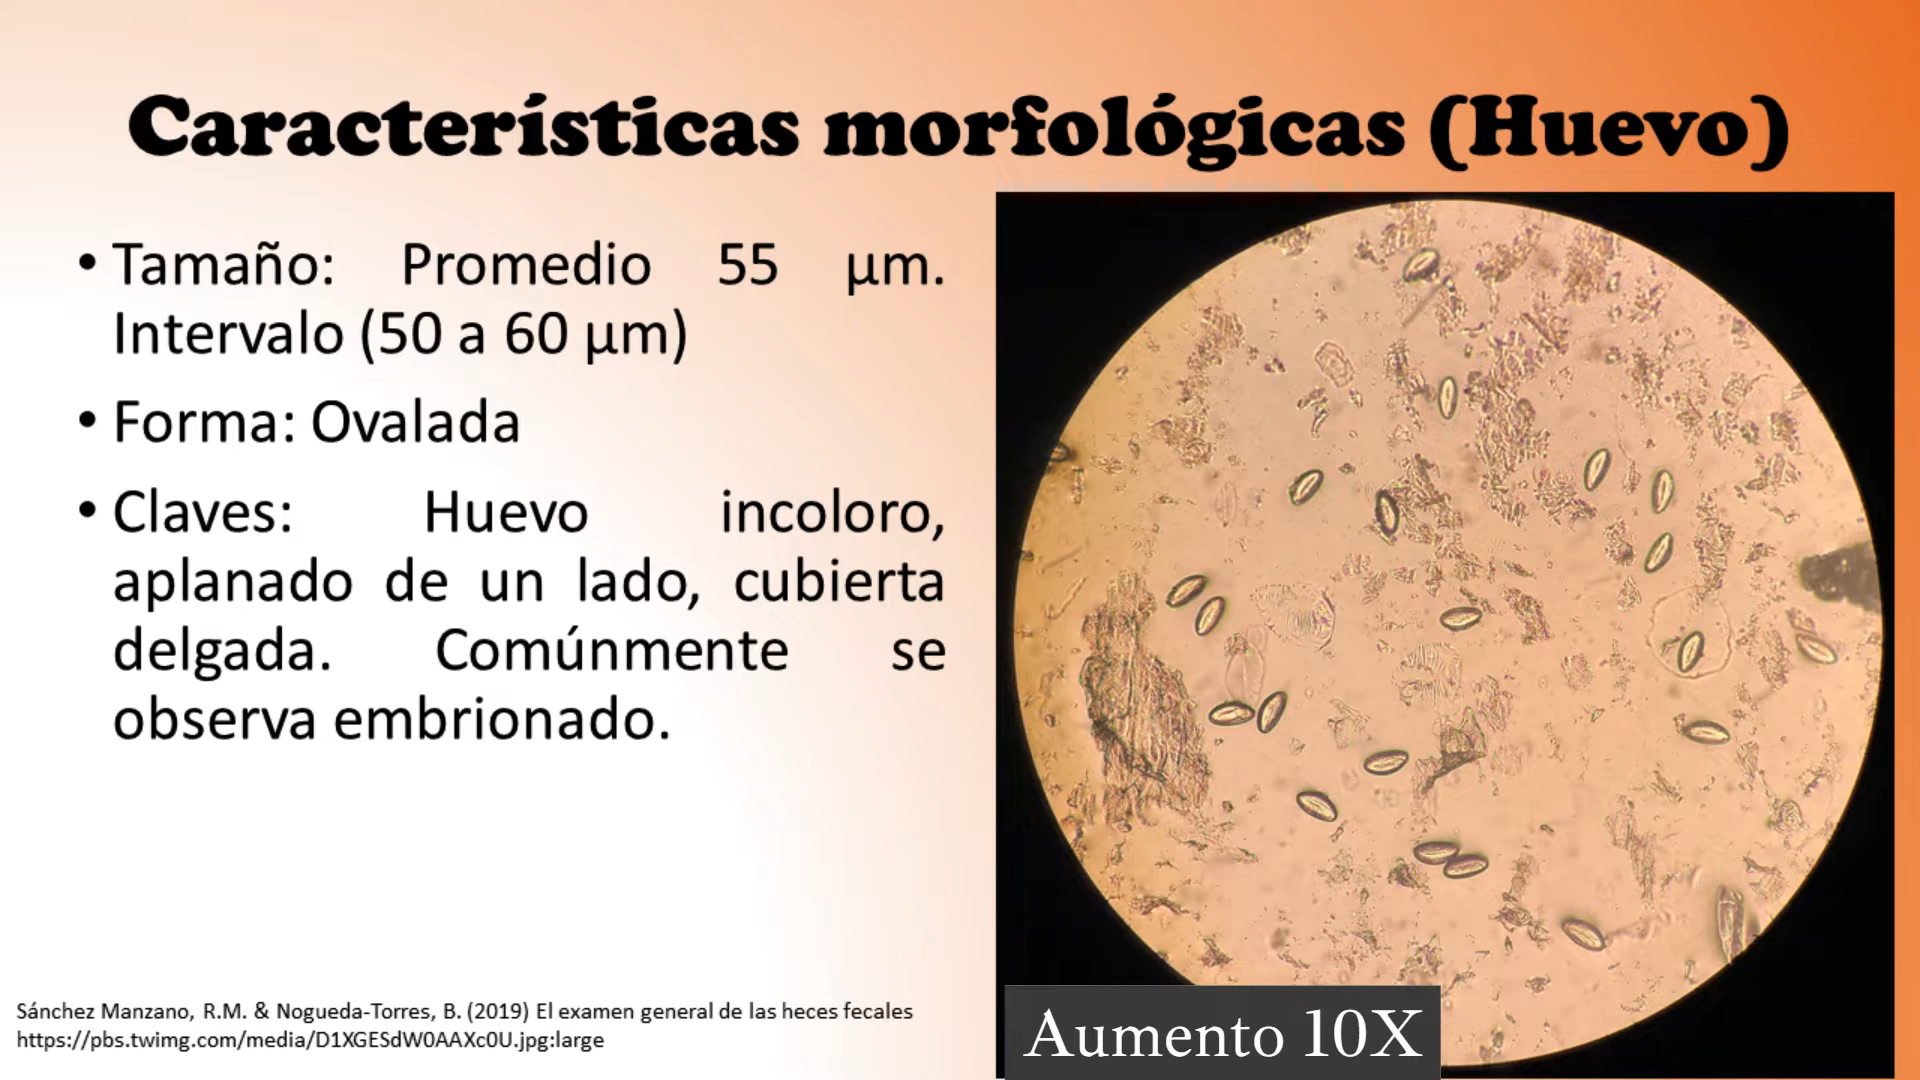 Características morfológicas (Huevo)
• Tamaño: Promedio 55 µm.
Intervalo (50 a 60 µm)
• Forma: Ovalada
• Claves: Huevo incoloro,
aplanado de un lado, cubierta
delgada. Comúnmente se
observa embrionado.
Sánchez Manzano, R.M. & Nogueda-Torres, B. (2019) El examen general de las heces fecales
https://pbs.twimg.com/media/D1XGESdW0AAXc0U.jpg:large
Aumento 10X